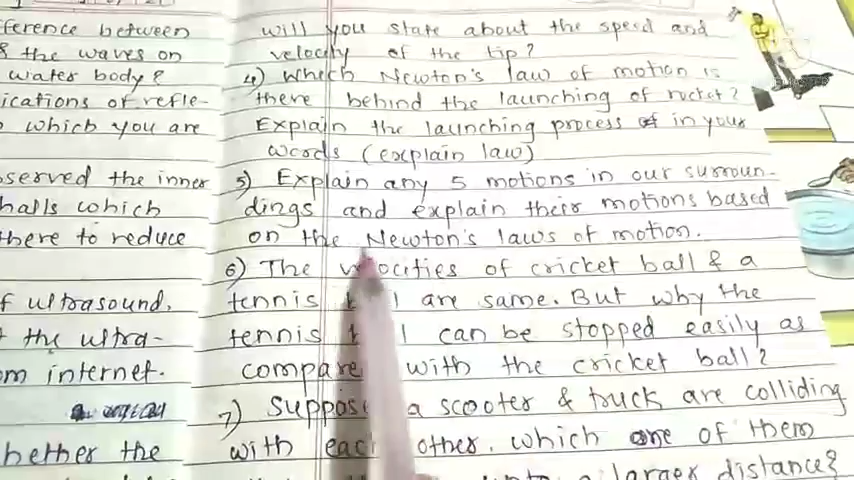 fference between
& the waves on
water body?
ications of refle-
which you are
served the inner
halls which
there to reduce
f ultrasound.
the ultra-
m internet.
hether the
will you state about the speed and
velocity of the tip?
4) Which Newton's law of motion is
there behind the launching of rocket?
Explain the launching process of in your
words (explain law)
5) Explain any 5 motions in our surroun-
dings and explain their motions based
on the Newton's laws of motion.
6) The velocities of cricket ball & a
tennis are same. But why the
tennis can be stopped easily as
compare with the cricket ball?
7) Suppose a scooter & truck are colliding
with each other. which one of them
a larger distance?